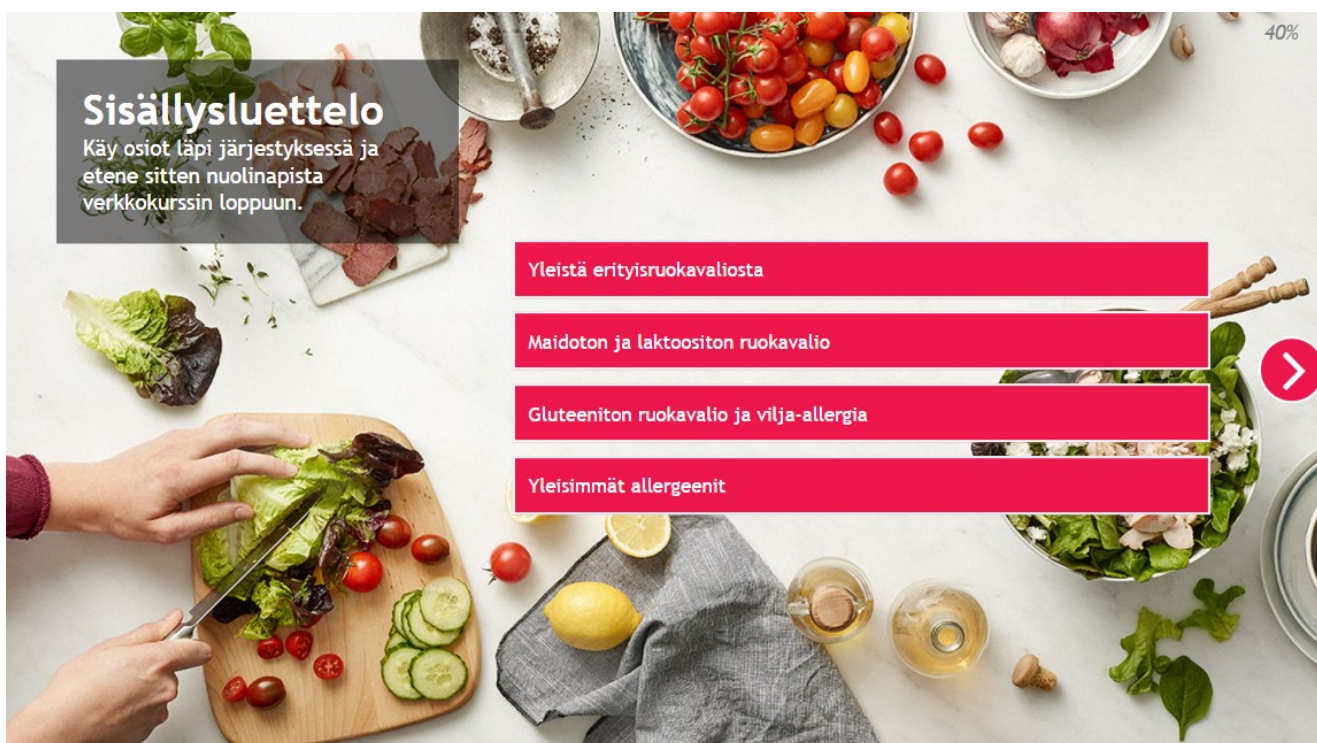 40%
Sisällysluettelo
Käy osiot läpi järjestyksessä ja
etene sitten nuolinapista
verkkokurssin loppuun.
Yleistä erityisruokavaliosta
Maidoton ja laktoositon ruokavalio
Gluteeniton ruokavalio ja vilja-allergia
Yleisimmät allergeenit